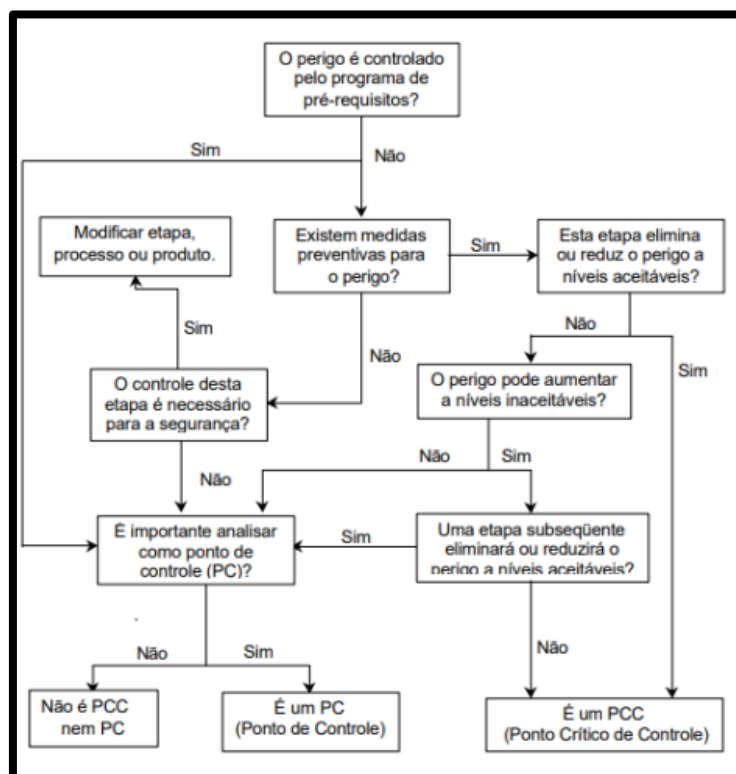 O perigo é controlado
pelo programa de
pré-requisitos?
Sim
Não
Modificar etapa,
processo ou produto.
Existem medidas
preventivas para
o perigo?
Sim
Esta etapa elimina
ou reduz o perigo a
níveis aceitáveis?
Sim
Não
Não
Sim
O controle desta
etapa é necessário
para a segurança?
O perigo pode aumentar
a níveis inaceitáveis?
Não
Não
Sim
É importante analisar
como ponto de
controle (PC)?
Sim
Uma etapa subseqüente
eliminará ou reduzirá o
perigo a níveis aceitáveis?
Não
Sim
Não
Não é PCC
nem PC
É um PC
(Ponto de Controle)
É um PCC
(Ponto Crítico de Controle)